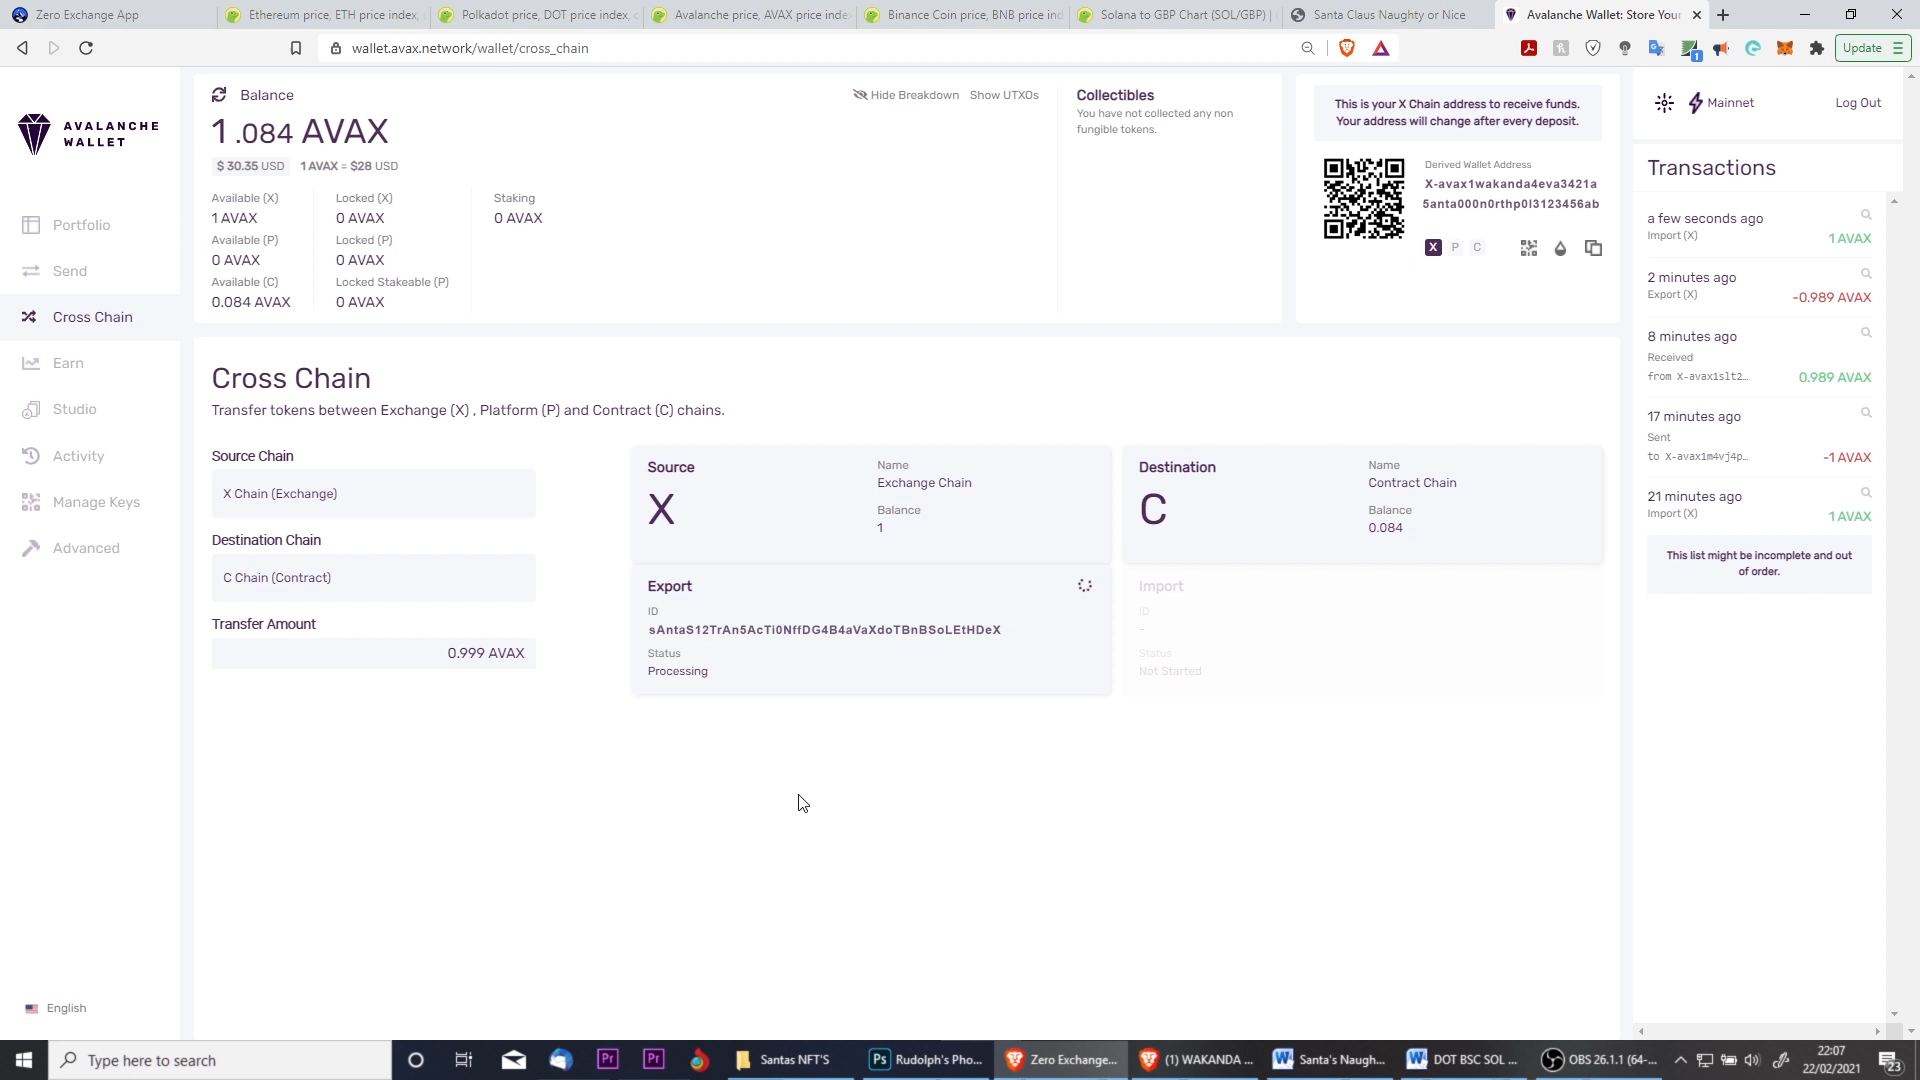 Zero Exchange App
Ethereum price, ETH price index,
Polkadot price, DOT price index, c
Avalanche price, AVAX price inde
Binance Coin price, BNB price ind
Solana to GBP Chart (SOL/GBP) |
Santa Claus Naughty or Nice
Avalanche Wallet: Store Your
wallet.avax.network/wallet/cross_chain
1
Update
AVALANCHE
WALLET
Portfolio
Send
Cross Chain
Earn
Studio
Activity
Manage Keys
Advanced
English
Balance
Hide Breakdown
Show UTXOs
1.084 AVAX
$ 30.35 USD
1 AVAX = $28 USD
Available (X)
1 AVAX
Available (P)
0 AVAX
Available (C)
0.084 AVAX
Locked (X)
0 AVAX
Locked (P)
0 AVAX
Locked Stakeable (P)
0 AVAX
Staking
0 AVAX
Collectibles
You have not collected any non
fungible tokens.
This is your X Chain address to receive funds.
Your address will change after every deposit.
Derived Wallet Address
X-avax1wakanda4eva3421a
5anta000n0rthp0l3123456ab
X
P
C
Cross Chain
Transfer tokens between Exchange (X) , Platform (P) and Contract (C) chains.
Source Chain
X Chain (Exchange)
Destination Chain
C Chain (Contract)
Transfer Amount
0.999 AVAX
Source
X
Name
Exchange Chain
Balance
1
Destination
C
Name
Contract Chain
Balance
0.084
Export
ID
sAntaS12TrAn5AcTi0NffDG4B4aVaXdoTBnBSoLEtHDeX
Status
Processing
Import
ID
-
Status
Not Started
Mainnet
Log Out
Transactions
a few seconds ago
Import (X)
1 AVAX
2 minutes ago
Export (X)
-0.989 AVAX
8 minutes ago
Received
from X-avax1slt2…
0.989 AVAX
17 minutes ago
Sent
to X-avax1m4vj4p…
-1 AVAX
21 minutes ago
Import (X)
1 AVAX
This list might be incomplete and out
of order.
Type here to search
Pr
Pr
Santas NFT'S
Ps
Rudolph's Pho...
Zero Exchange...
(1) WAKANDA ...
Santa's Naugh...
DOT BSC SOL ...
OBS 26.1.1 (64-...
22:07
22/02/2021
23